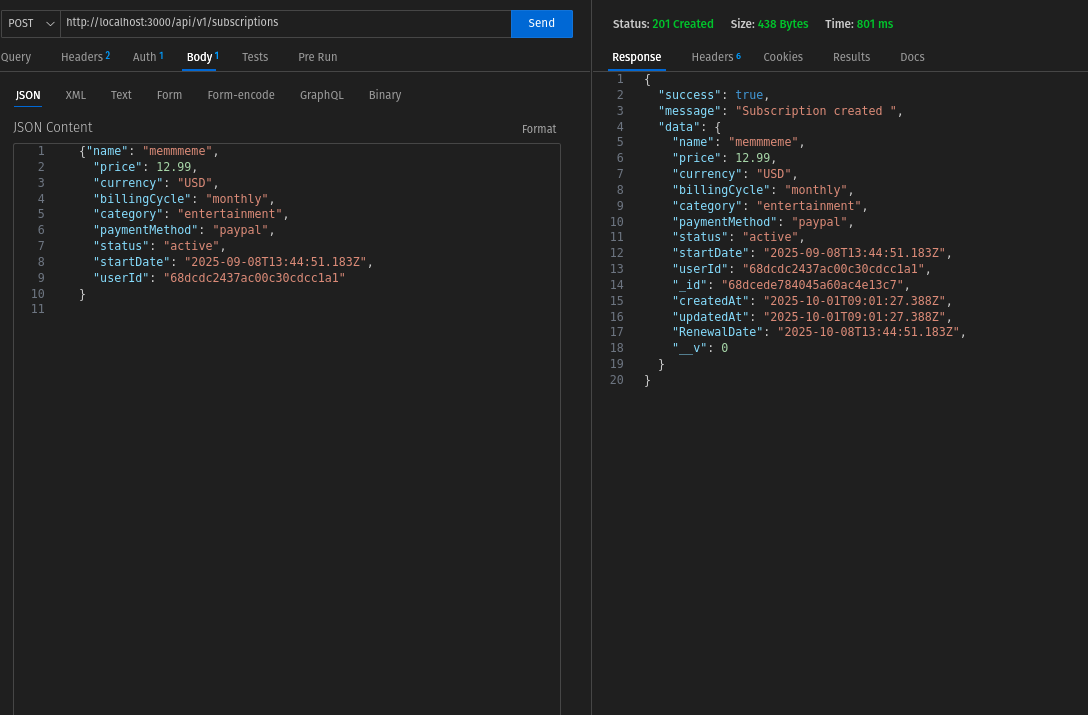 POST http://localhost:3000/api/v1/subscriptions Send
Query Headers 2 Auth 1 Body 1 Tests Pre Run
JSON XML Text Form Form-encode GraphQL Binary
JSON Content Format
1 {"name": "memmmeme",
2 "price": 12.99,
3 "currency": "USD",
4 "billingCycle": "monthly",
5 "category": "entertainment",
6 "paymentMethod": "paypal",
7 "status": "active",
8 "startDate": "2025-09-08T13:44:51.183Z",
9 "userId": "68dcdc2437ac00c30cdcc1a1"
10 }
11
Status: 201 Created Size: 438 Bytes Time: 801 ms
Response Headers 6 Cookies Results Docs
1 {
2 "success": true,
3 "message": "Subscription created ",
4 "data": {
5 "name": "memmmeme",
6 "price": 12.99,
7 "currency": "USD",
8 "billingCycle": "monthly",
9 "category": "entertainment",
10 "paymentMethod": "paypal",
11 "status": "active",
12 "startDate": "2025-09-08T13:44:51.183Z",
13 "userId": "68dcdc2437ac00c30cdcc1a1",
14 "_id": "68dcede784045a60ac4e13c7",
15 "createdAt": "2025-10-01T09:01:27.388Z",
16 "updatedAt": "2025-10-01T09:01:27.388Z",
17 "RenewalDate": "2025-10-08T13:44:51.183Z",
18 "__v": 0
19 }
20 }